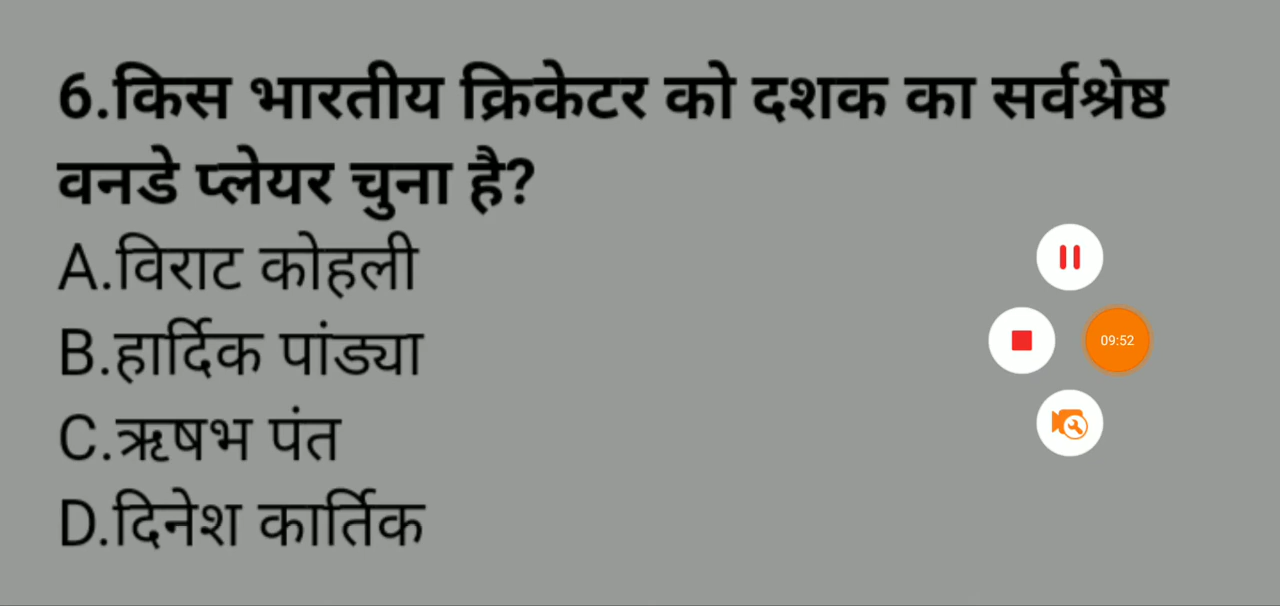 6.किस भारतीय क्रिकेटर को दशक का सर्वश्रेष्ठ
वनडे प्लेयर चुना है?
A.विराट कोहली
B.हार्दिक पांड्या
C.ऋषभ पंत
D.दिनेश कार्तिक
09:52